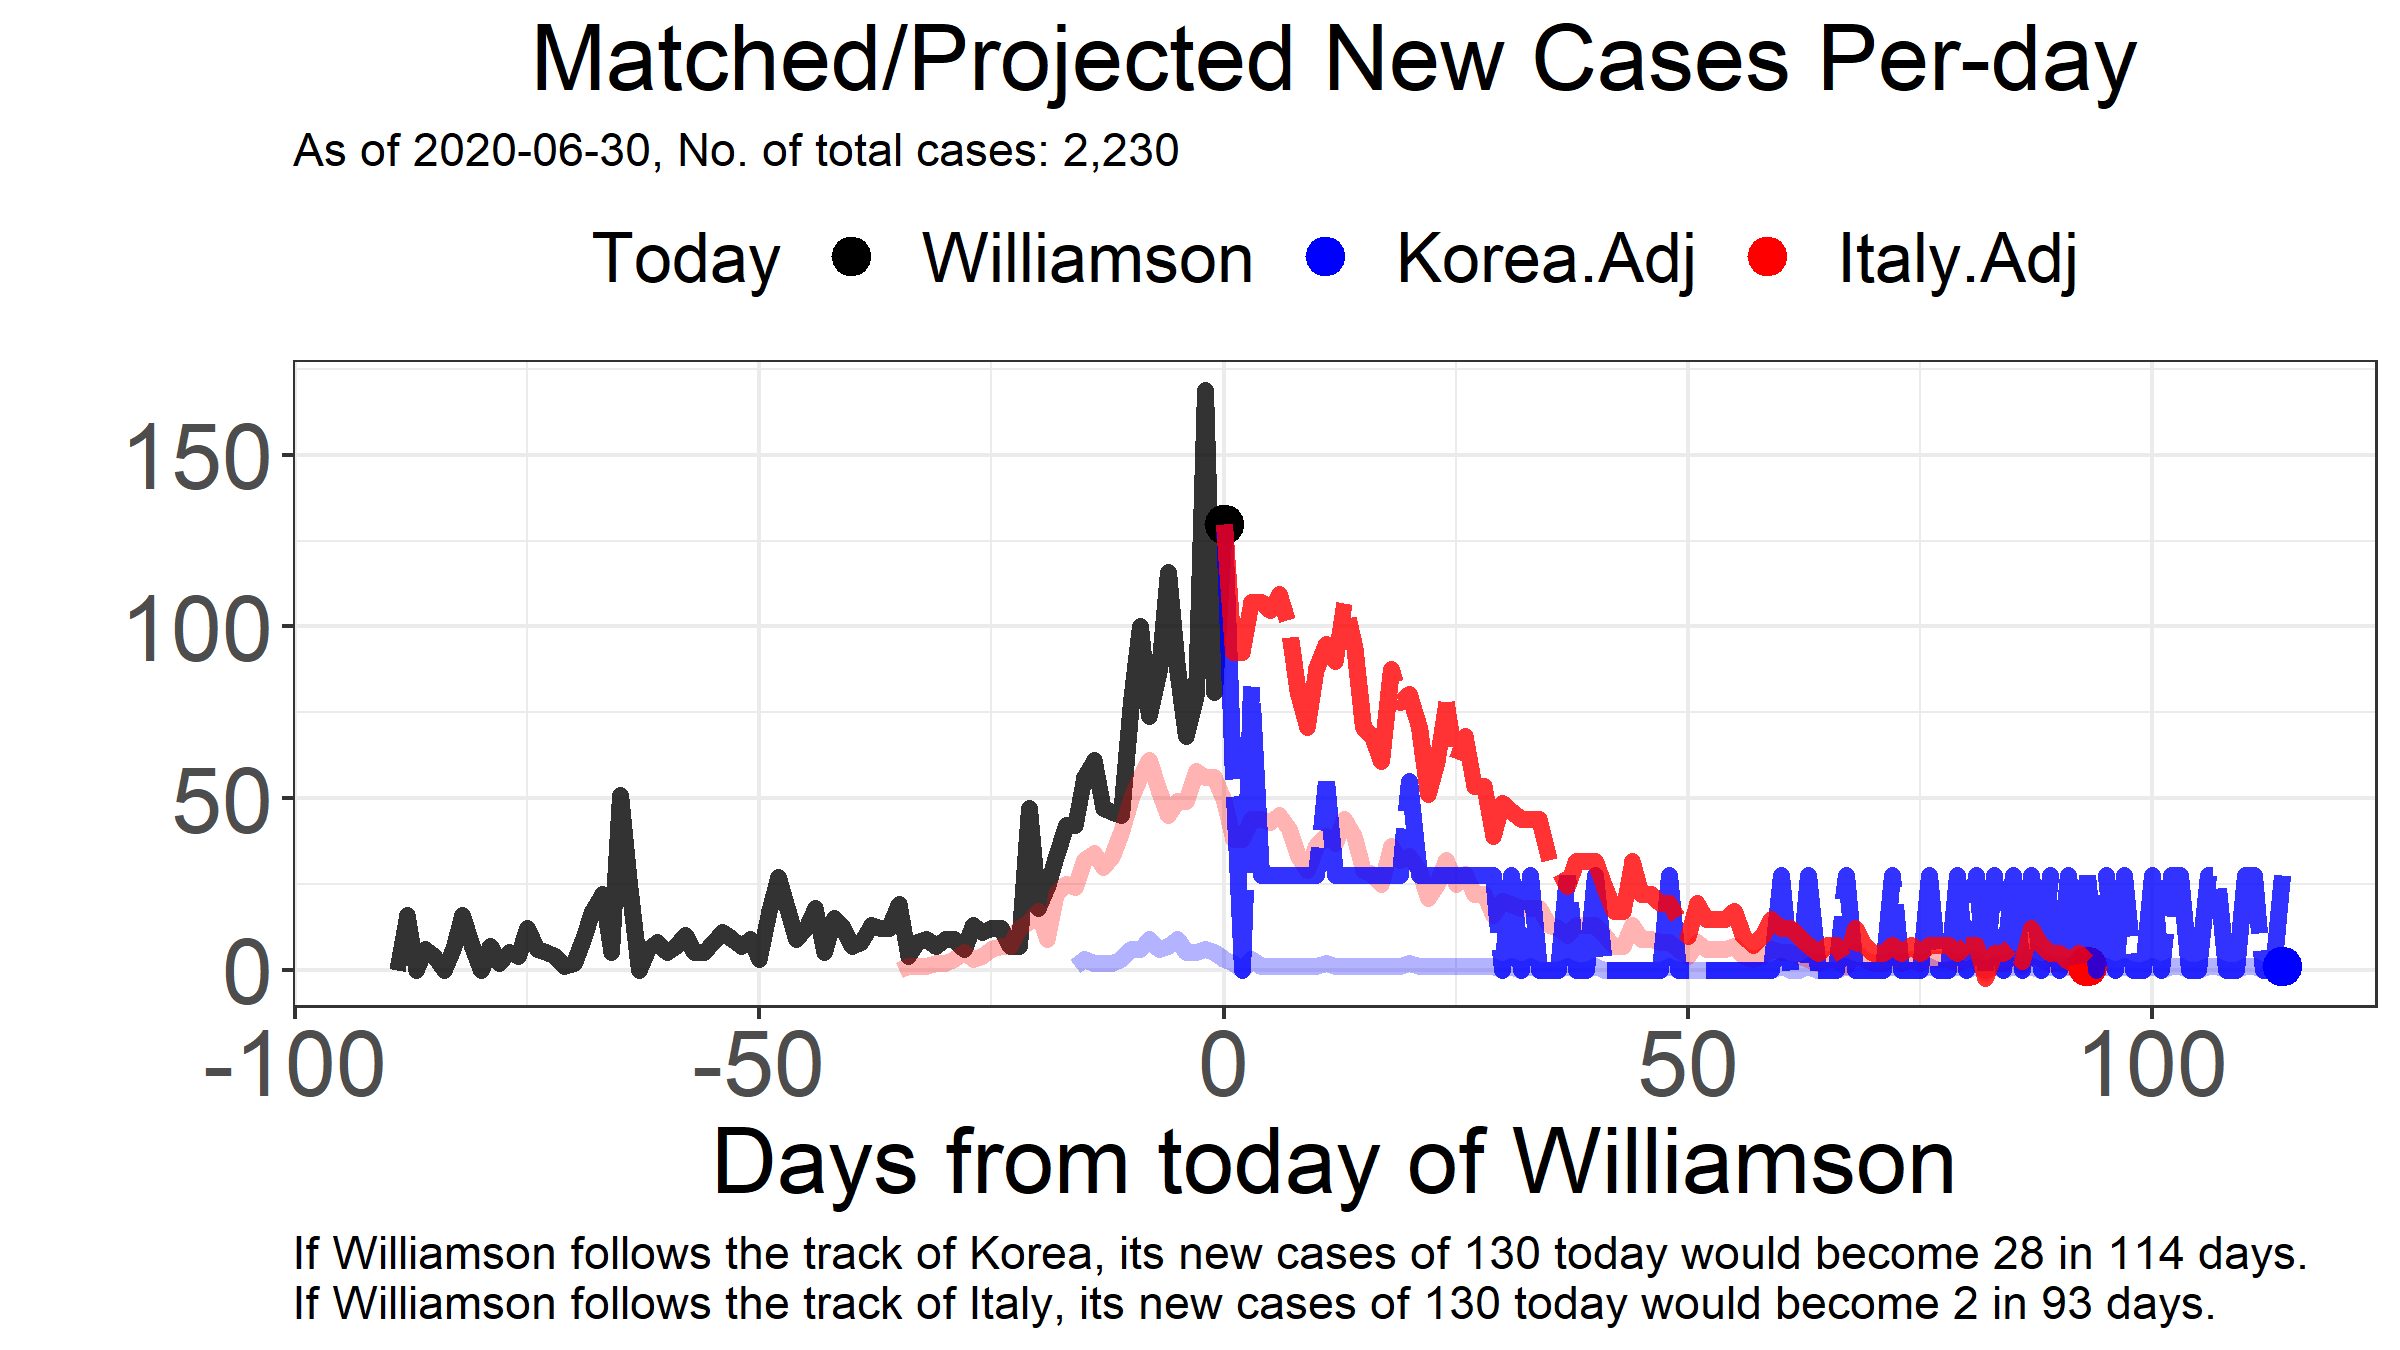 Matched/Projected New Cases Per-day
As of 2020-06-30, No. of total cases: 2,230
Today Williamson Korea.Adj Italy.Adj
150
100
50
0
-100 -50 0 50 100
Days from today of Williamson
If Williamson follows the track of Korea, its new cases of 130 today would become 28 in 114 days.
If Williamson follows the track of Italy, its new cases of 130 today would become 2 in 93 days.